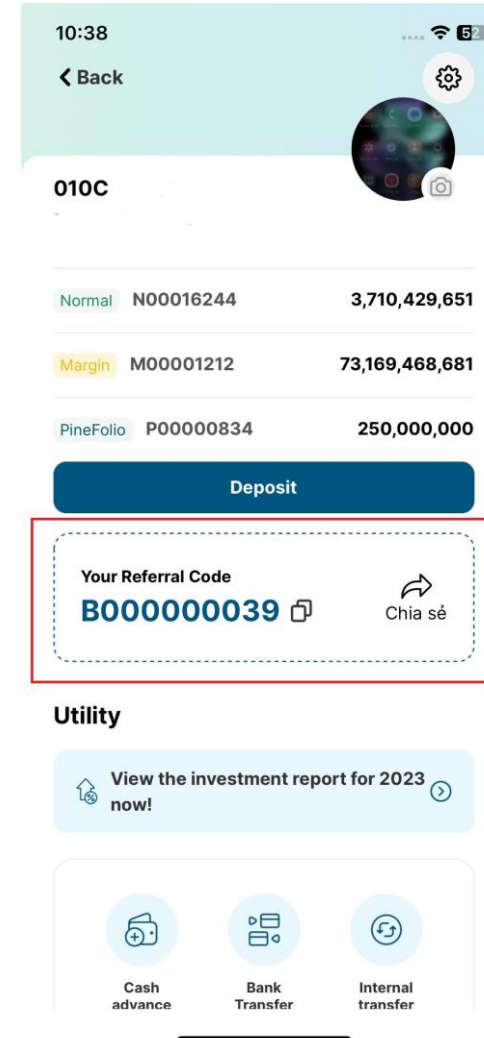 10:38
52
Back
010C
Normal N00016244 3,710,429,651
Margin M00001212 73,169,468,681
PineFolio P00000834 250,000,000
Deposit
Your Referral Code
B000000039
Chia sẻ
Utility
View the investment report for 2023
now!
Cash
advance
Bank
Transfer
Internal
transfer